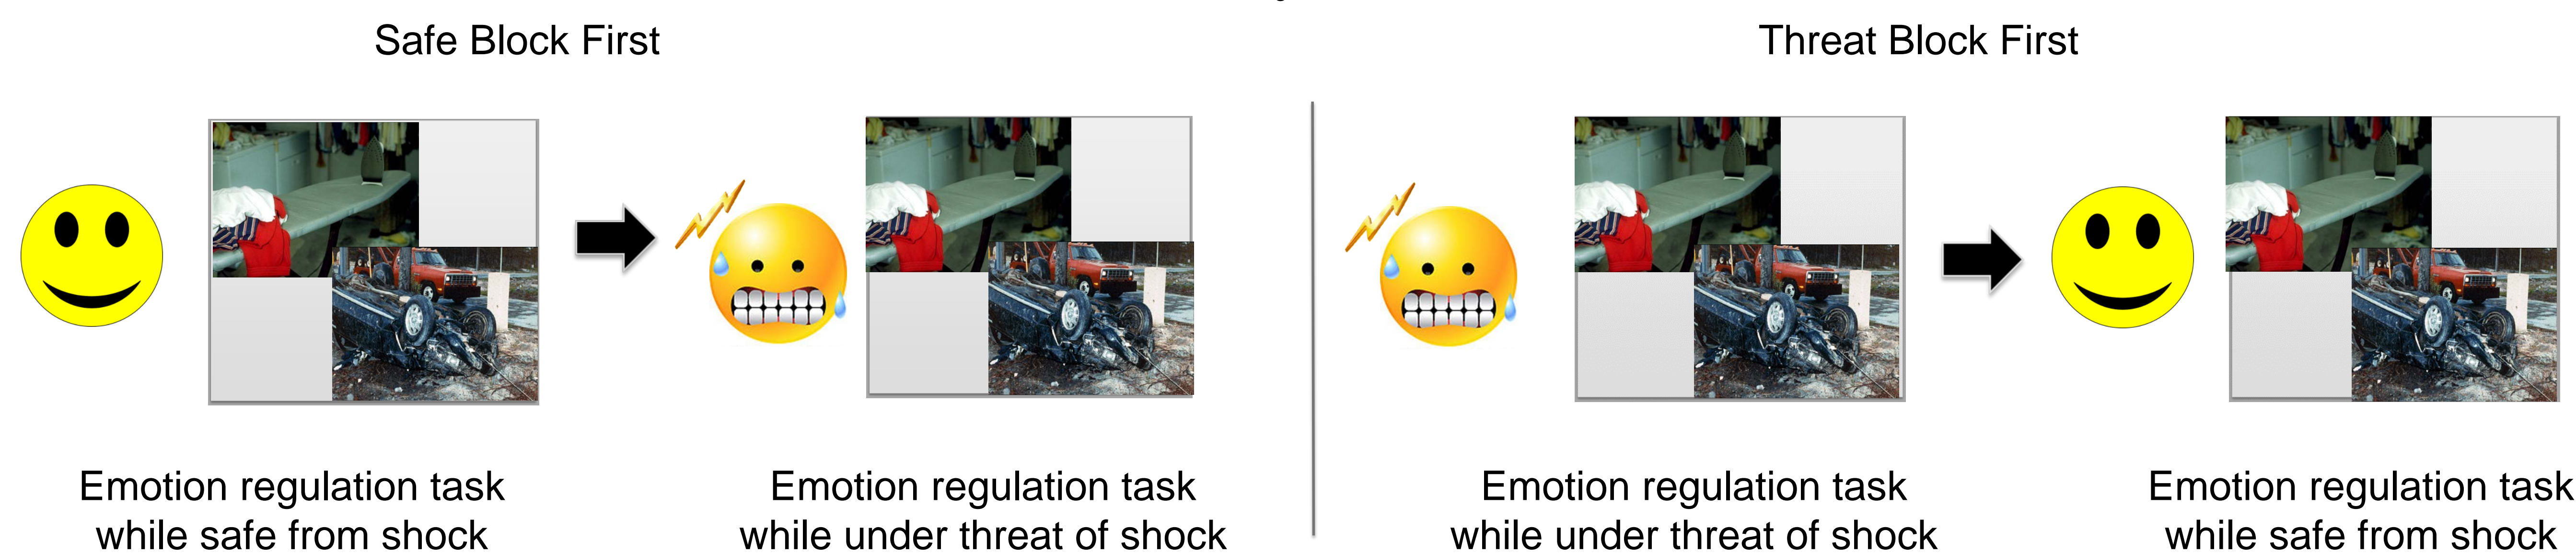 Safe Block First
Threat Block First
Emotion regulation task
while safe from shock
Emotion regulation task
while under threat of shock
Emotion regulation task
while under threat of shock
Emotion regulation task
while safe from shock